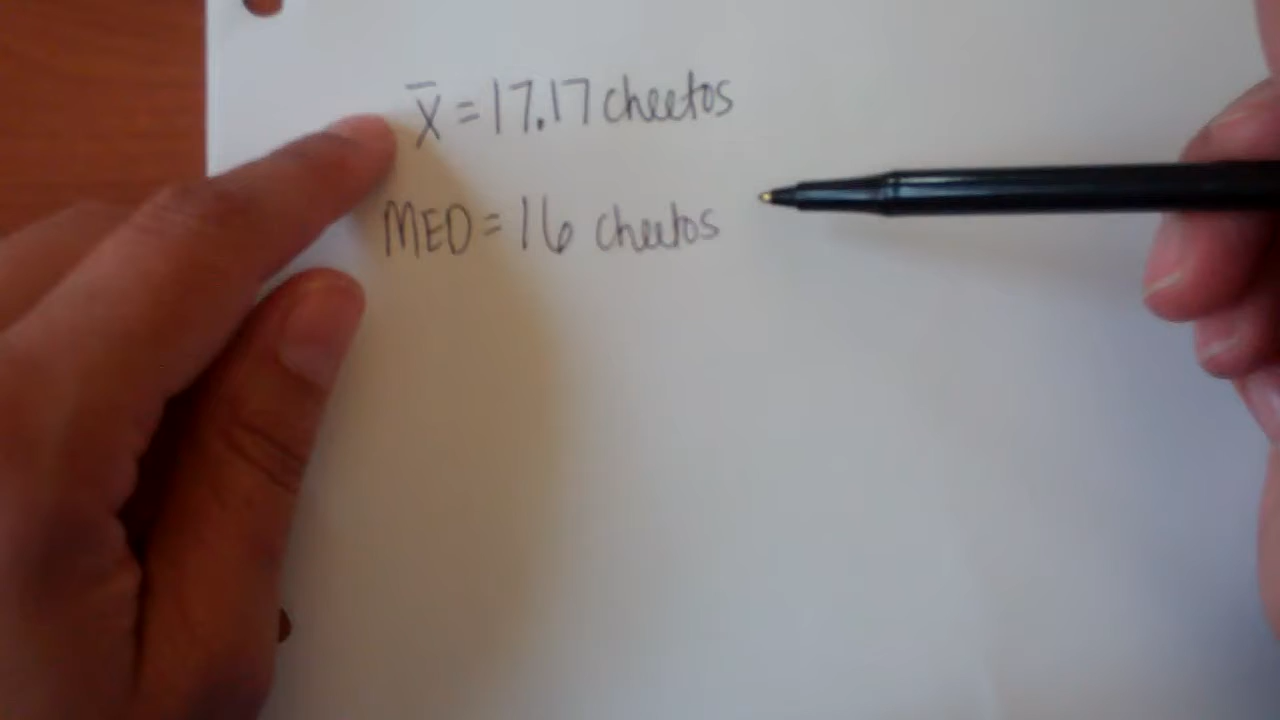 x̄ = 17.17 cheetos
MED = 16 cheetos